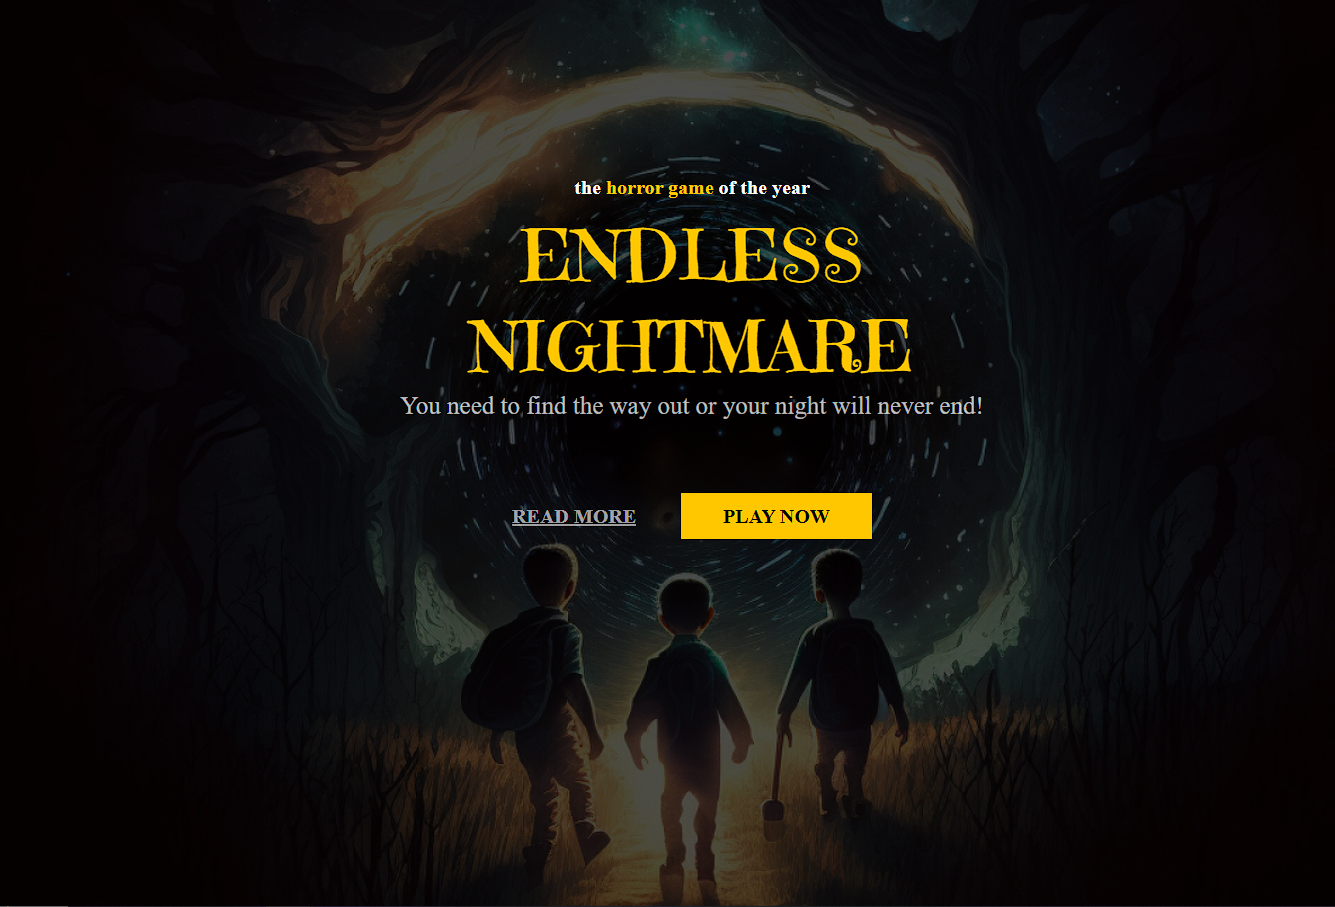 the horror game of the year
ENDLESS
NIGHTMARE
You need to find the way out or your night will never end!
READ MORE PLAY NOW